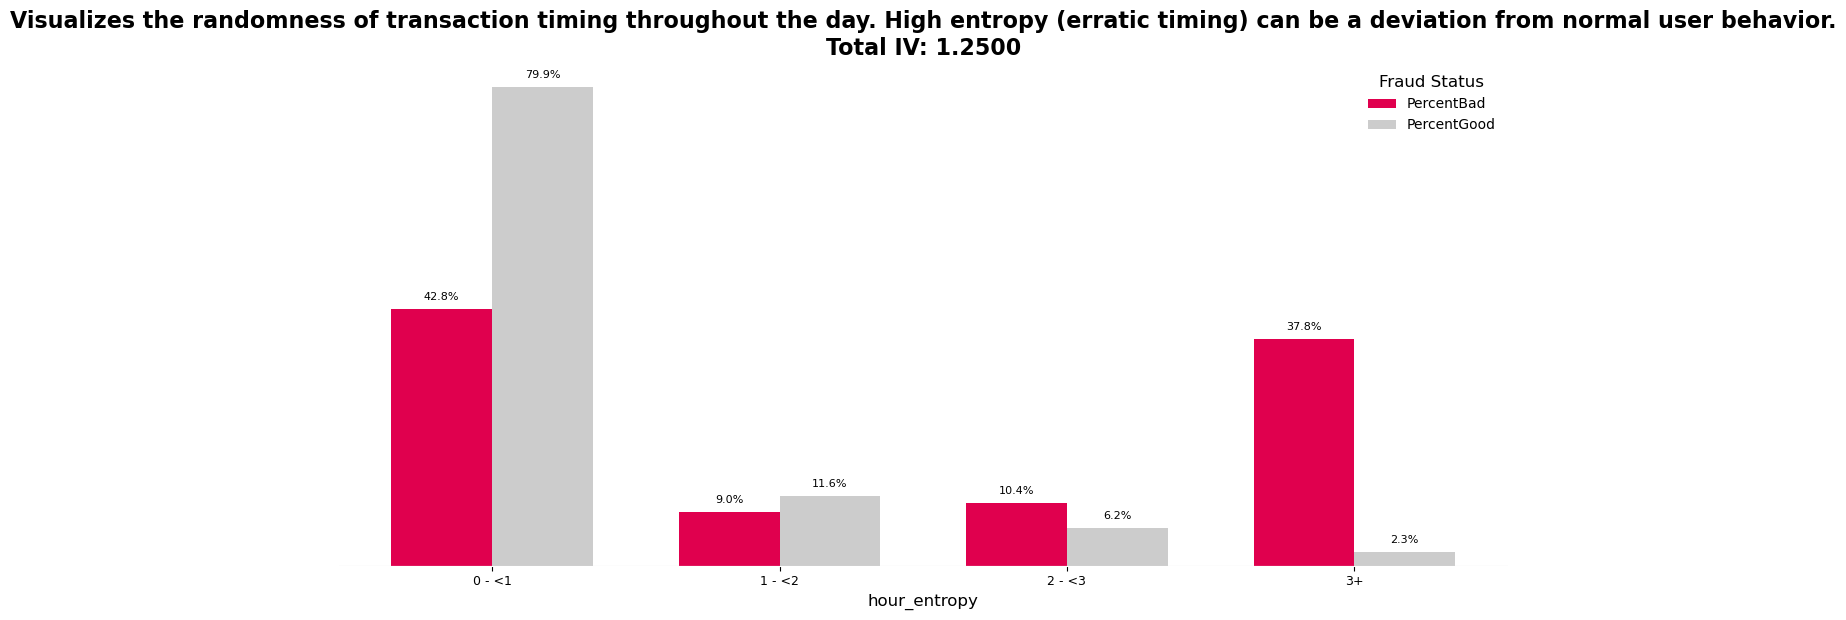 Visualizes the randomness of transaction timing throughout the day. High entropy (erratic timing) can be a deviation from normal user behavior.
Total IV: 1.2500
79.9%
Fraud Status
PercentBad
PercentGood
42.8%
37.8%
9.0%
11.6%
10.4%
6.2%
2.3%
0 - <1
1 - <2
2 - <3
3+
hour_entropy